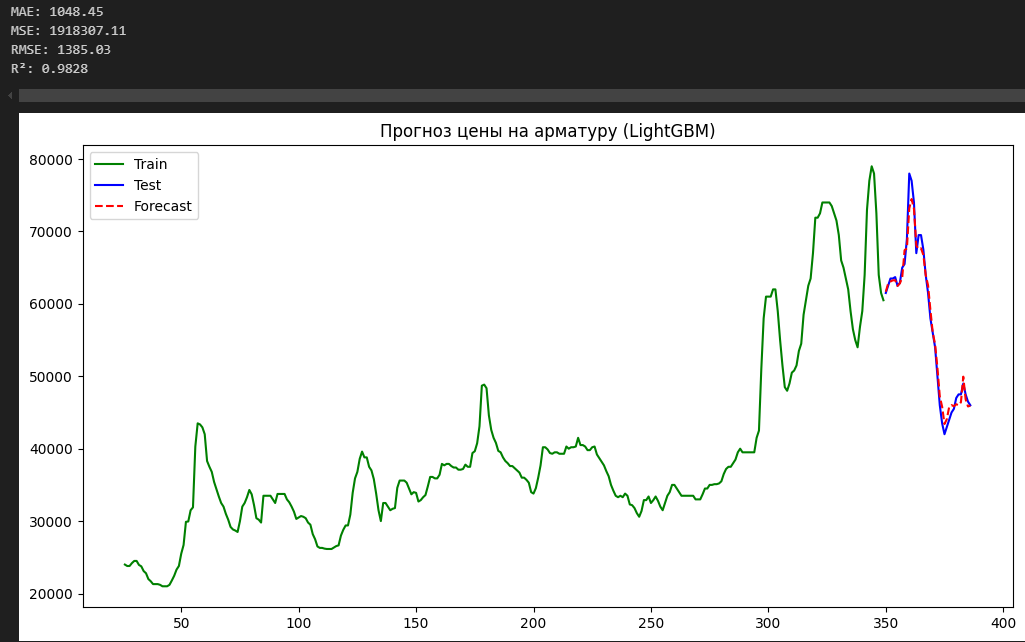 MAE: 1048.45
MSE: 1918307.11
RMSE: 1385.03
R²: 0.9828
Прогноз цены на арматуру (LightGBM)
Train
Test
Forecast
80000
70000
60000
50000
40000
30000
20000
50 100 150 200 250 300 350 400